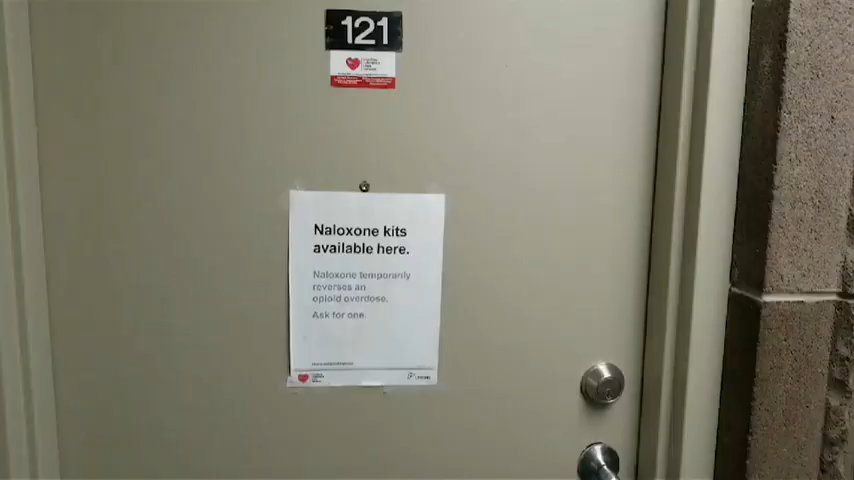 121
Naloxone kits
available here.
Naloxone temporarily
reverses an
opioid overdose.
Ask for one.